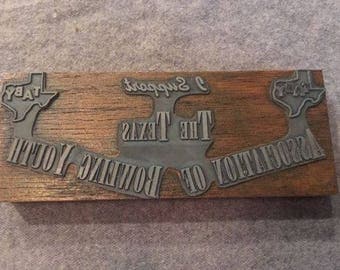 I Support
TABY TABY
THE TEXAS
ASSOCIATION OF BOWLING YOUTH